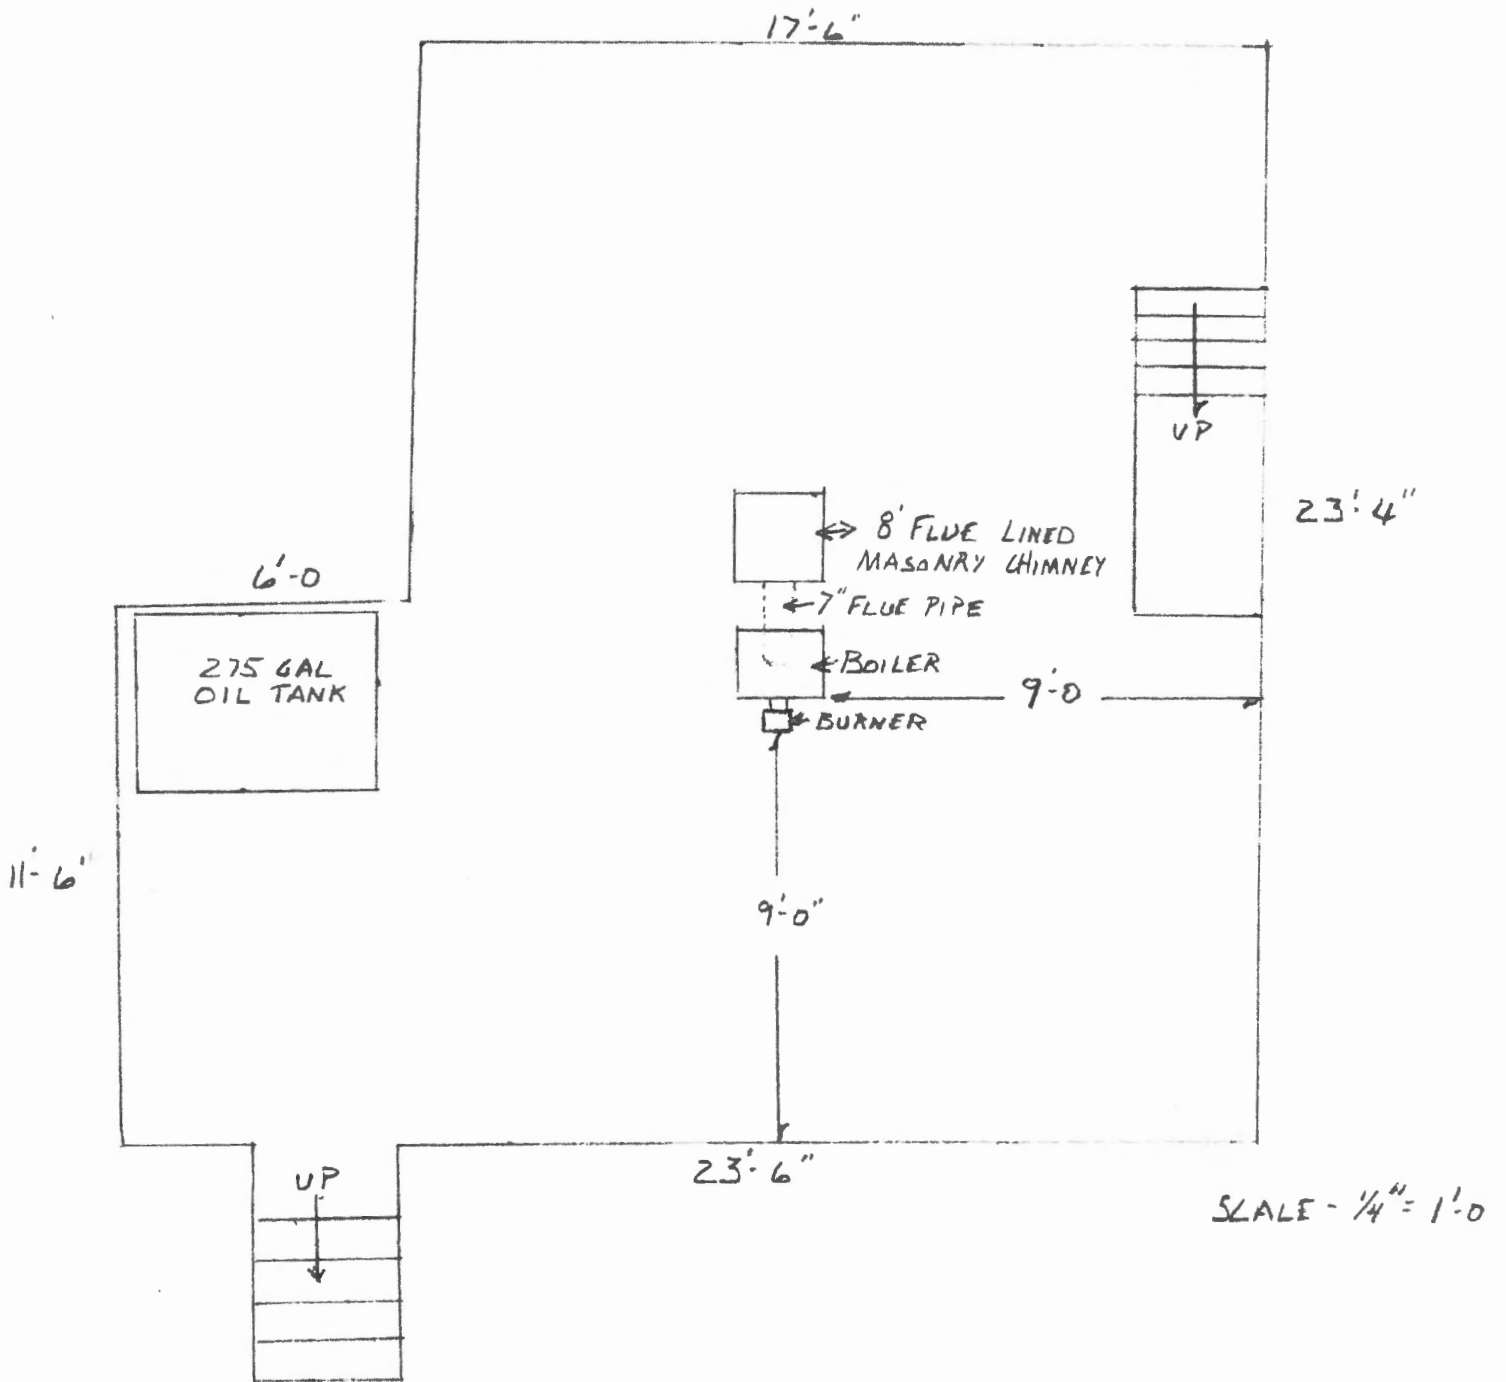 17'-6"
UP
23'-4"
8' FLUE LINED
MASONRY CHIMNEY
6'-0
7" FLUE PIPE
275 GAL
OIL TANK
BOILER
9'-0
BURNER
11'-6'
9'-0"
23'-6"
UP
SCALE - 1/4" = 1'-0